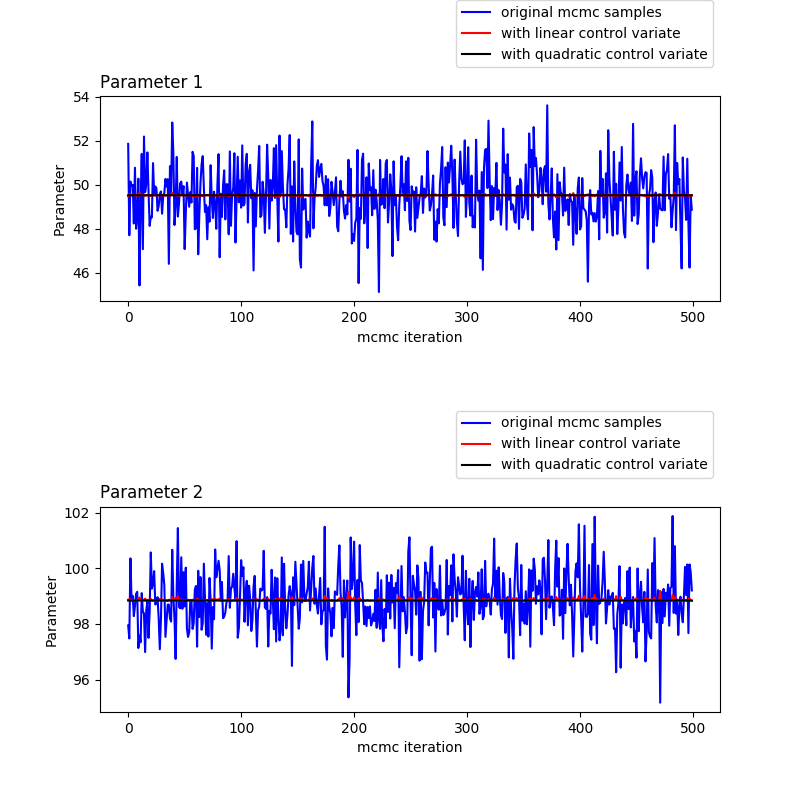 original mcmc samples
with linear control variate
with quadratic control variate
Parameter 1
54
52
50
48
46
Parameter
0 100 200 300 400 500
mcmc iteration
original mcmc samples
with linear control variate
with quadratic control variate
Parameter 2
102
100
98
96
Parameter
0 100 200 300 400 500
mcmc iteration